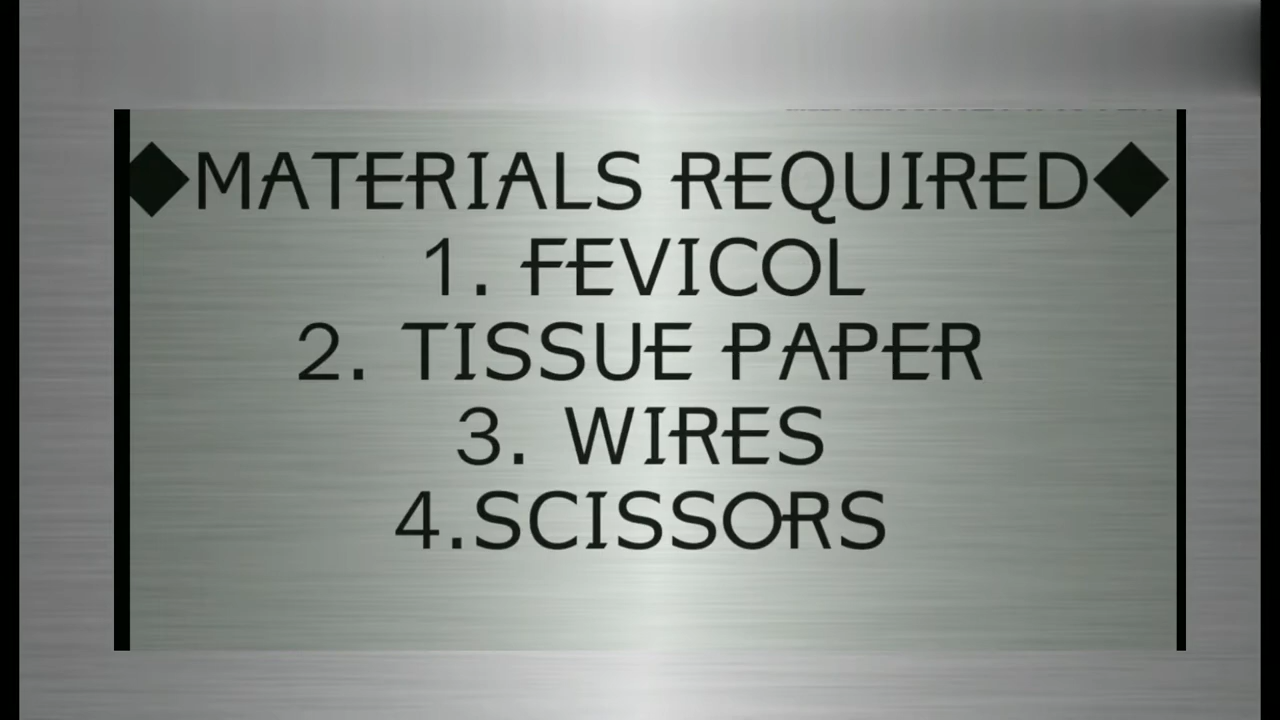 ◆MATERIALS REQUIRED◆
1. FEVICOL
2. TISSUE PAPER
3. WIRES
4.SCISSORS